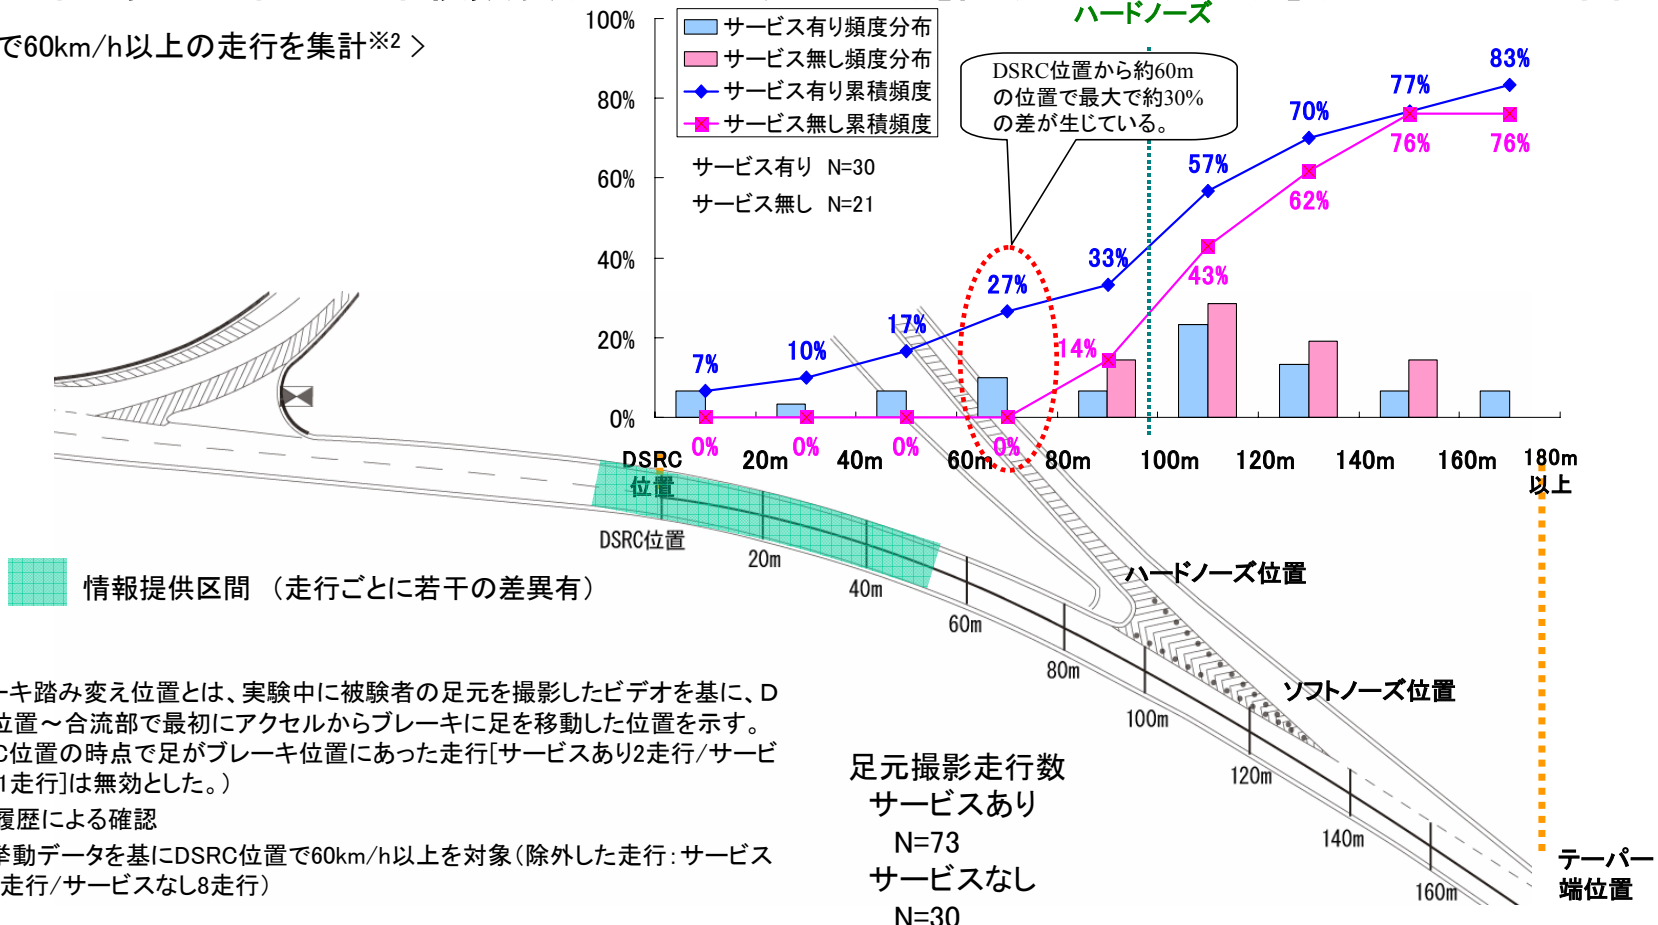 ハードノーズ
で60km/h以上の走行を集計※2 >
サービス有り頻度分布
サービス無し頻度分布
サービス有り累積頻度
サービス無し累積頻度
サービス有り N=30
サービス無し N=21
DSRC位置から約60m
の位置で最大で約30%
の差が生じている。
100%
80%
60%
40%
20%
0%
7%
10%
17%
27%
33%
57%
70%
77%
83%
0%
0%
0%
0%
14%
43%
62%
76%
76%
DSRC
位置
20m
40m
60m
80m
100m
120m
140m
160m
180m
以上
DSRC位置
20m
40m
60m
80m
100m
120m
140m
160m
ハードノーズ位置
ソフトノーズ位置
テーパー
端位置
情報提供区間 (走行ごとに若干の差異有)
ーキ踏み変え位置とは、実験中に被験者の足元を撮影したビデオを基に、D
位置~合流部で最初にアクセルからブレーキに足を移動した位置を示す。
C位置の時点で足がブレーキ位置にあった走行[サービスあり2走行/サービ
1走行]は無効とした。)
履歴による確認
挙動データを基にDSRC位置で60km/h以上を対象(除外した走行:サービス
走行/サービスなし8走行)
足元撮影走行数
サービスあり
N=73
サービスなし
N=30